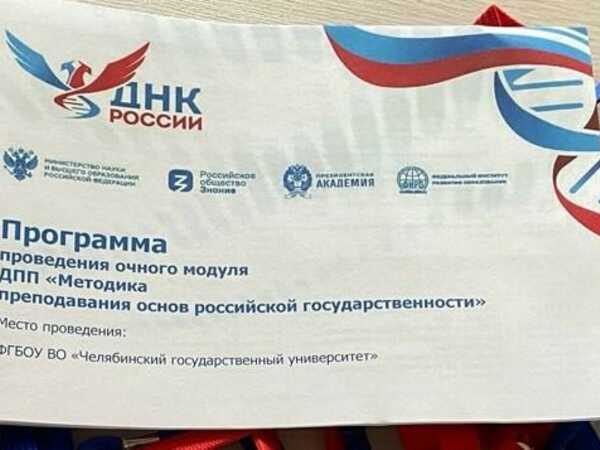 ДНК
РОССИИ
МИНИСТЕРСТВО НАУКИ
И ВЫСШЕГО ОБРАЗОВАНИЯ
РОССИЙСКОЙ ФЕДЕРАЦИИ
Российское
общество
Знание
ПРЕЗИДЕНТСКАЯ
АКАДЕМИЯ
ФИРО
ФЕДЕРАЛЬНЫЙ ИНСТИТУТ
РАЗВИТИЯ ОБРАЗОВАНИЯ
Программа
проведения очного модуля
ДПП «Методика
преподавания основ российской государственности»
Место проведения:
ФГБОУ ВО «Челябинский государственный университет»